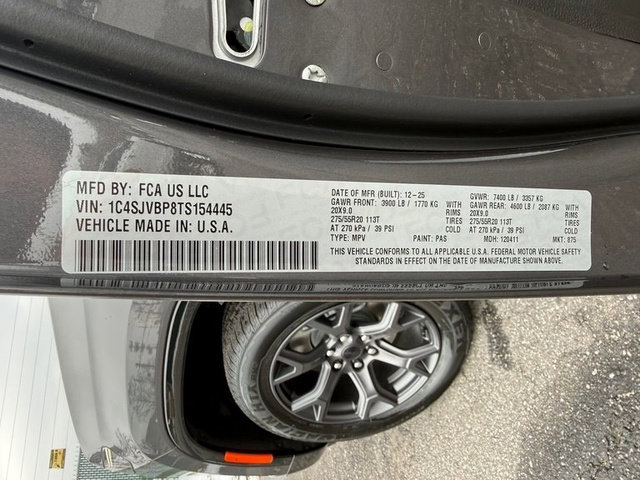 MFD BY: FCA US LLC
VIN: 1C4SJVBP8TS154445
VEHICLE MADE IN: U.S.A.
DATE OF MFR (BUILT): 12-25
GAWR FRONT: 3900 LB / 1770 KG
20X9.0
275/55R20 113T
AT 270 kPa / 39 PSI
TYPE: MPV
TIRES
COLD
PAINT: PAS
GVWR: 7400 LB / 3357 KG
GAWR REAR: 4600 LB / 2087 KG
20X9.0
275/55R20 113T
AT 270 kPa / 39 PSI
MDH: 120411
TIRES
COLD
MKT: 875
THIS VEHICLE CONFORMS TO ALL APPLICABLE U.S.A. FEDERAL MOTOR VEHICLE SAFETY
STANDARDS IN EFFECT ON THE DATE OF MANUFACTURE SHOWN ABOVE.